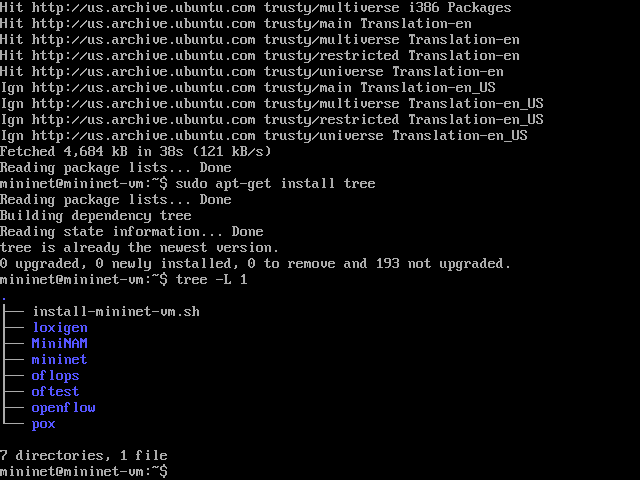 Hit http://us.archive.ubuntu.com trusty/multiverse i386 Packages
Hit http://us.archive.ubuntu.com trusty/main Translation-en
Hit http://us.archive.ubuntu.com trusty/multiverse Translation-en
Hit http://us.archive.ubuntu.com trusty/restricted Translation-en
Hit http://us.archive.ubuntu.com trusty/universe Translation-en
Ign http://us.archive.ubuntu.com trusty/main Translation-en_US
Ign http://us.archive.ubuntu.com trusty/multiverse Translation-en_US
Ign http://us.archive.ubuntu.com trusty/restricted Translation-en_US
Ign http://us.archive.ubuntu.com trusty/universe Translation-en_US
Fetched 4,684 kB in 38s (121 kB/s)
Reading package lists... Done
mininet@mininet-vm:~$ sudo apt-get install tree
Reading package lists... Done
Building dependency tree
Reading state information... Done
tree is already the newest version.
0 upgraded, 0 newly installed, 0 to remove and 193 not upgraded.
mininet@mininet-vm:~$ tree -L 1
.
├── install-mininet-vm.sh
├── loxigen
├── MiniNAM
├── mininet
├── oflops
├── oftest
├── openflow
└── pox
7 directories, 1 file
mininet@mininet-vm:~$